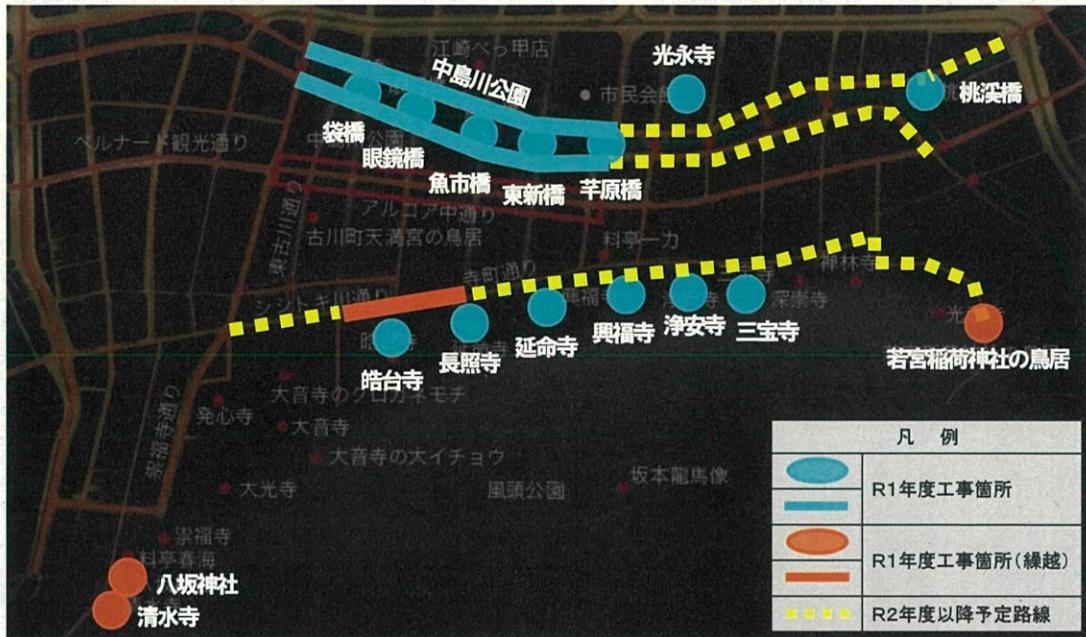 江崎べっ甲店
中島川公園
光永寺
市民会館
桃渓橋
袋橋
眼鏡橋
魚市橋
東新橋
芋原橋
ベルナード観光通り
アルコア中通り
古川町天満宮の鳥居
料亭一力
寺町通り
シシトキ川通り
深崇寺
禅林寺
皓台寺
長照寺
延命寺
興福寺
浄安寺
三宝寺
若宮稲荷神社の鳥居
大音寺のクロガネモチ
発心寺
大音寺
大音寺の大イチョウ
大光寺
風頭公園
坂本龍馬像
崇福寺通り
崇福寺
料亭春海
八坂神社
清水寺
凡 例
R1年度工事箇所
R1年度工事箇所(繰越)
R2年度以降予定路線